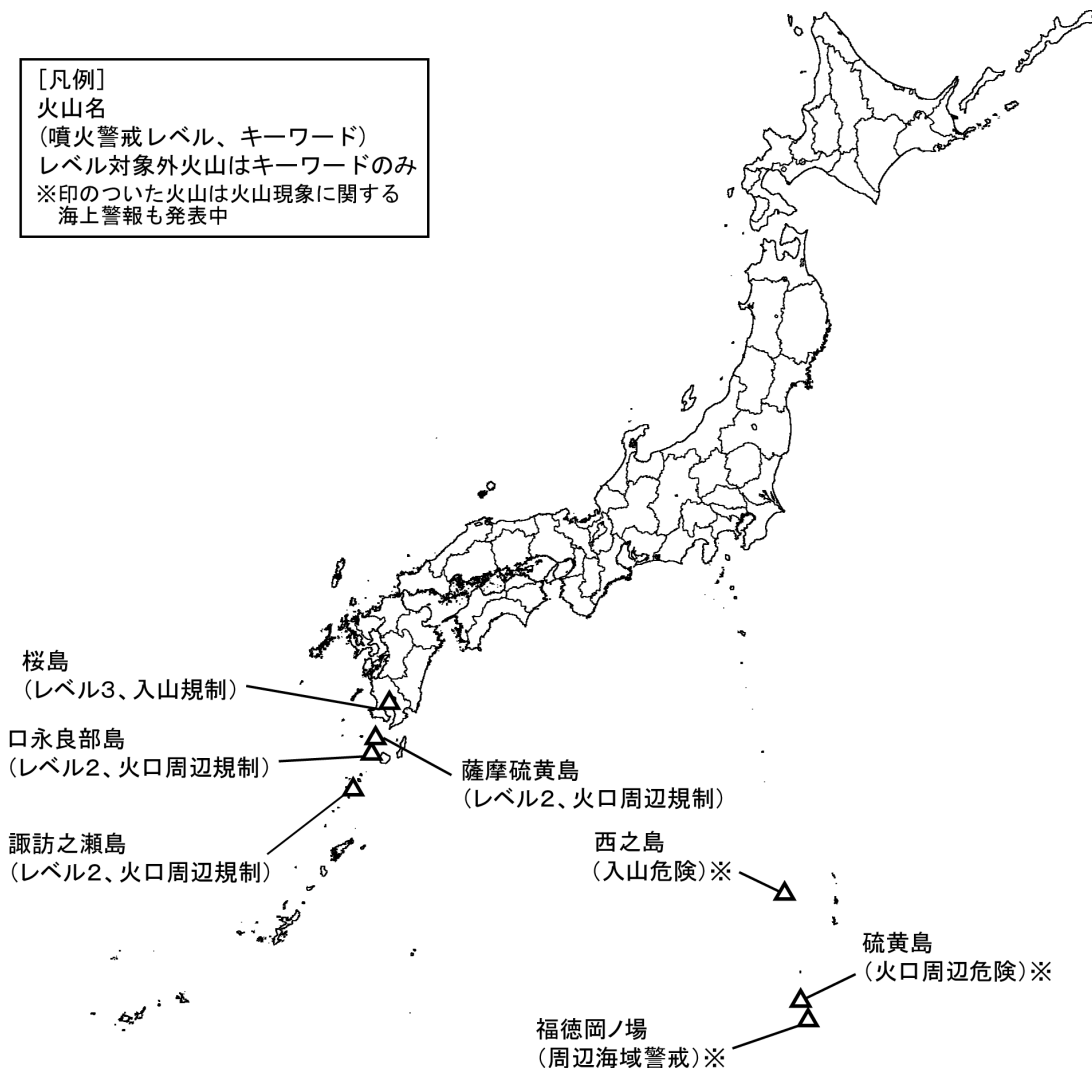 [凡例]
火山名
(噴火警戒レベル、キーワード)
レベル対象外火山はキーワードのみ
※印のついた火山は火山現象に関する
海上警報も発表中
桜島
(レベル3、入山規制)
口永良部島
(レベル2、火口周辺規制)
薩摩硫黄島
(レベル2、火口周辺規制)
諏訪之瀬島
(レベル2、火口周辺規制)
西之島
(入山危険)※
硫黄島
(火口周辺危険)※
福徳岡ノ場
(周辺海域警戒)※